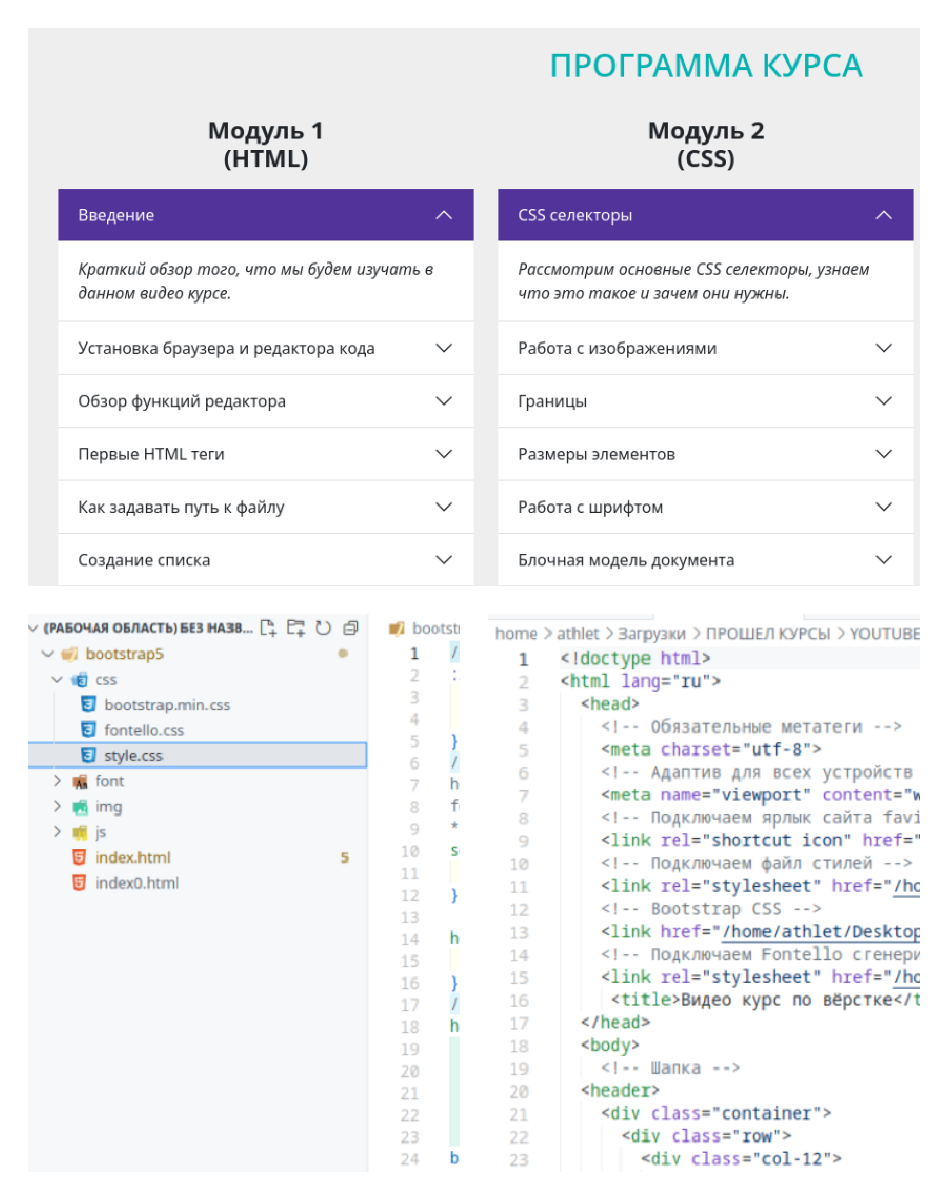 ПРОГРАММА КУРСА
Модуль 1
(HTML)
Введение
Краткий обзор того, что мы будем изучать в
данном видео курсе.
Установка браузера и редактора кода
Обзор функций редактора
Первые HTML теги
Как задавать путь к файлу
Создание списка
Модуль 2
(CSS)
CSS селекторы
Рассмотрим основные CSS селекторы, узнаем
что это такое и зачем они нужны.
Работа с изображениями
Границы
Размеры элементов
Работа с шрифтом
Блочная модель документа
(РАБОЧАЯ ОБЛАСТЬ) БЕЗ НАЗВ...
bootstrap5
css
bootstrap.min.css
fontello.css
style.css
font
img
js
index.html 5
index0.html
bootst
1 /
2 :
3
4
5 }
6 /
7 h
8 f
9 *
10 s
11
12 }
13
14 h
15
16 }
17 /
18 h
19
20
21
22
23
24 b
home > athlet > Загрузки > ПРОШЕЛ КУРСЫ > YOUTUBE
1 <!doctype html>
2 <html lang="ru">
3 <head>
4 <!-- Обязательные метатеги -->
5 <meta charset="utf-8">
6 <!-- Адаптив для всех устройств
7 <meta name="viewport" content="w
8 <!-- Подключаем ярлык сайта favi
9 <link rel="shortcut icon" href="
10 <!-- Подключаем файл стилей -->
11 <link rel="stylesheet" href="/ho
12 <!-- Bootstrap CSS -->
13 <link href="/home/athlet/Desktop
14 <!-- Подключаем Fontello сгенери
15 <link rel="stylesheet" href="/ho
16 <title>Видео курс по вёрстке</t
17 </head>
18 <body>
19 <!-- Шапка -->
20 <header>
21 <div class="container">
22 <div class="row">
23 <div class="col-12">